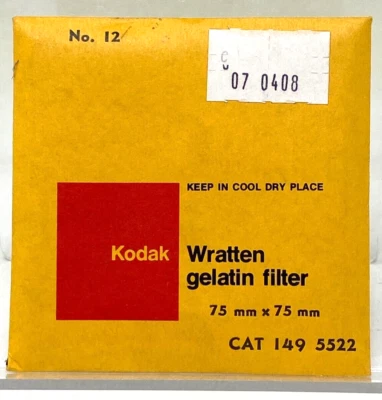 No. 12
C
W
07 0408
KEEP IN COOL DRY PLACE
Kodak
Wratten
gelatin filter
75 mm x 75 mm
CAT 149 5522